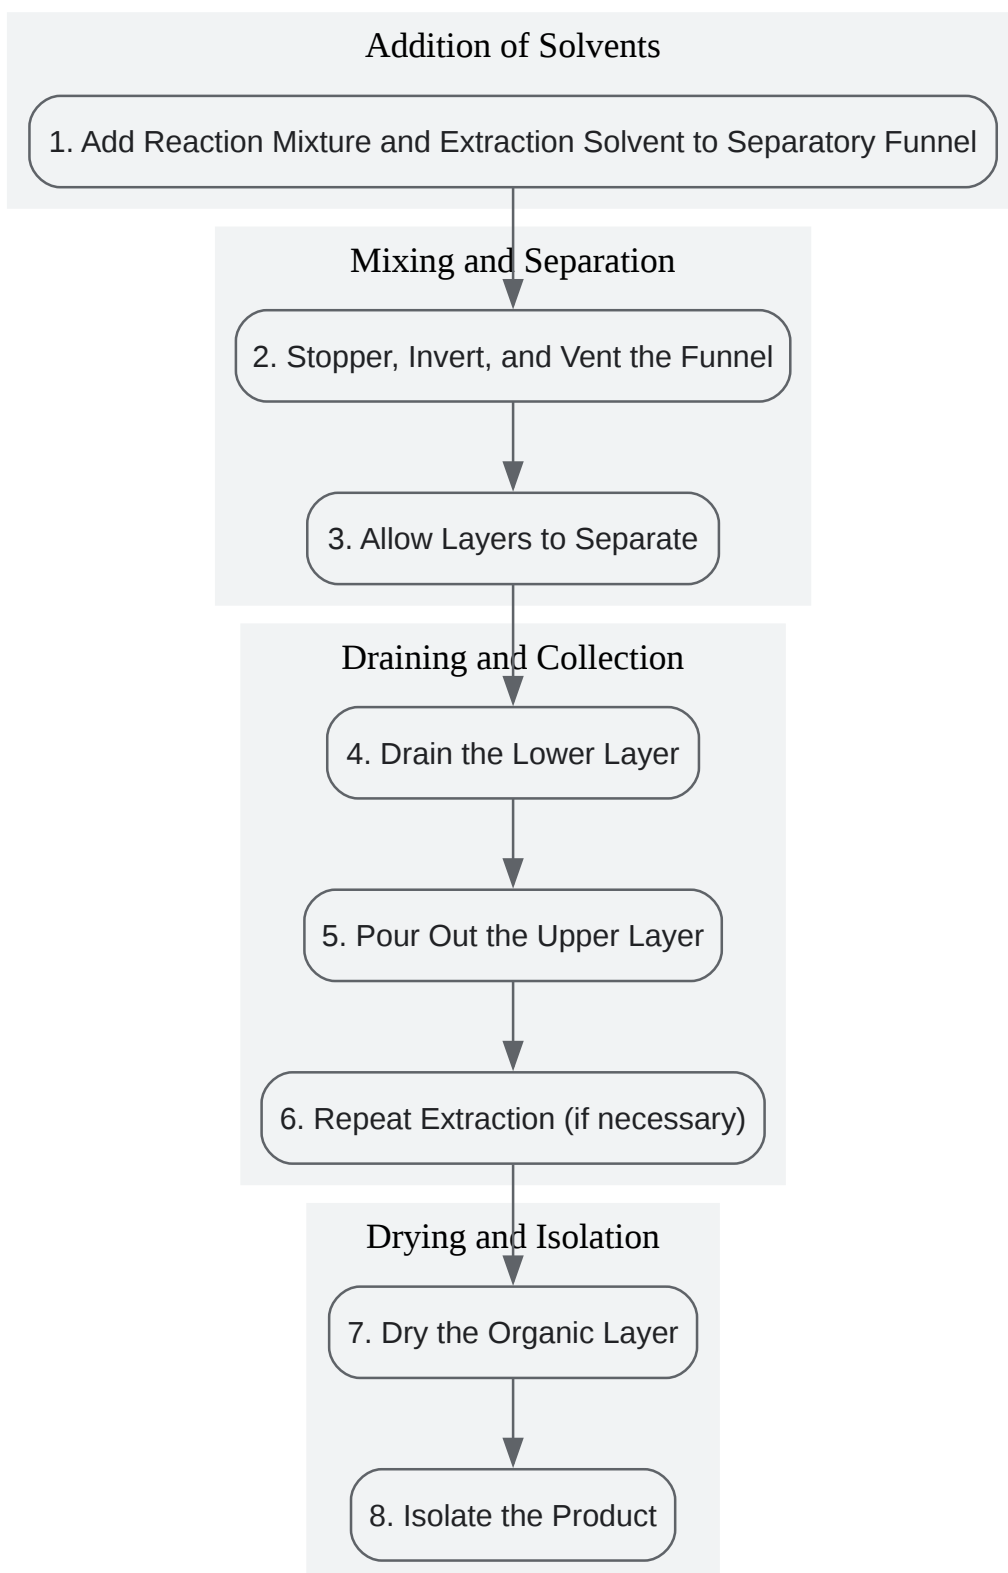 Addition of Solvents
1. Add Reaction Mixture and Extraction Solvent to Separatory Funnel
Mixing and Separation
2. Stopper, Invert, and Vent the Funnel
3. Allow Layers to Separate
Draining and Collection
4. Drain the Lower Layer
5. Pour Out the Upper Layer
6. Repeat Extraction (if necessary)
Drying and Isolation
7. Dry the Organic Layer
8. Isolate the Product